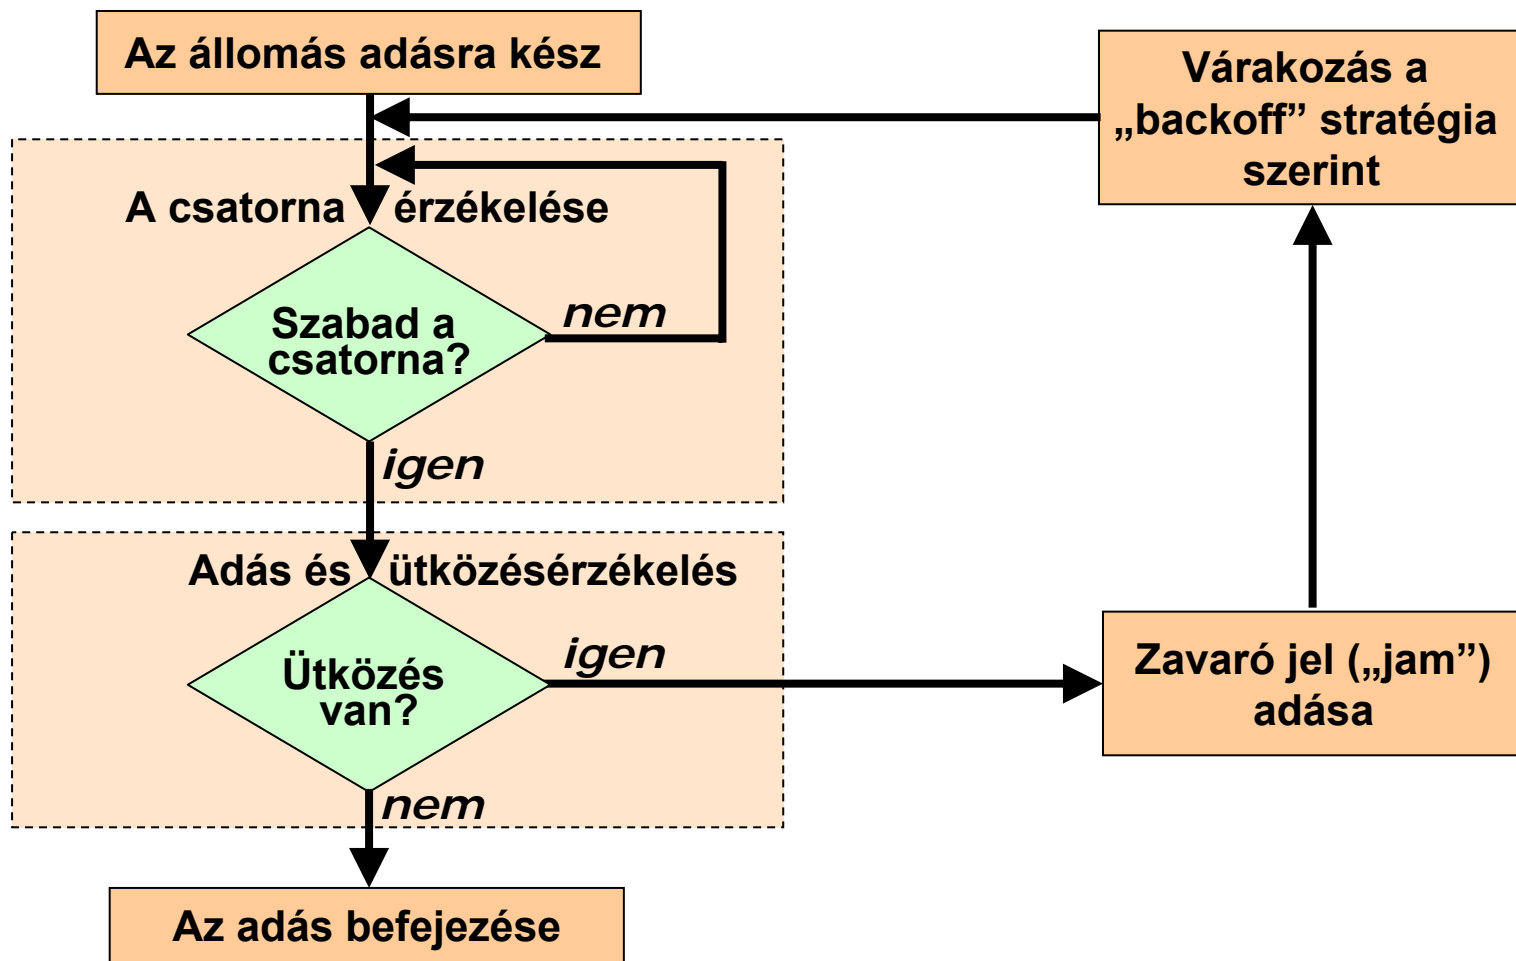 Az állomás adásra kész
Várakozás a
„backoff” stratégia
szerint
A csatorna érzékelése
Szabad a
csatorna?
nem
igen
Adás és ütközésérzékelés
Ütközés
van?
igen
nem
Zavaró jel („jam”)
adása
Az adás befejezése